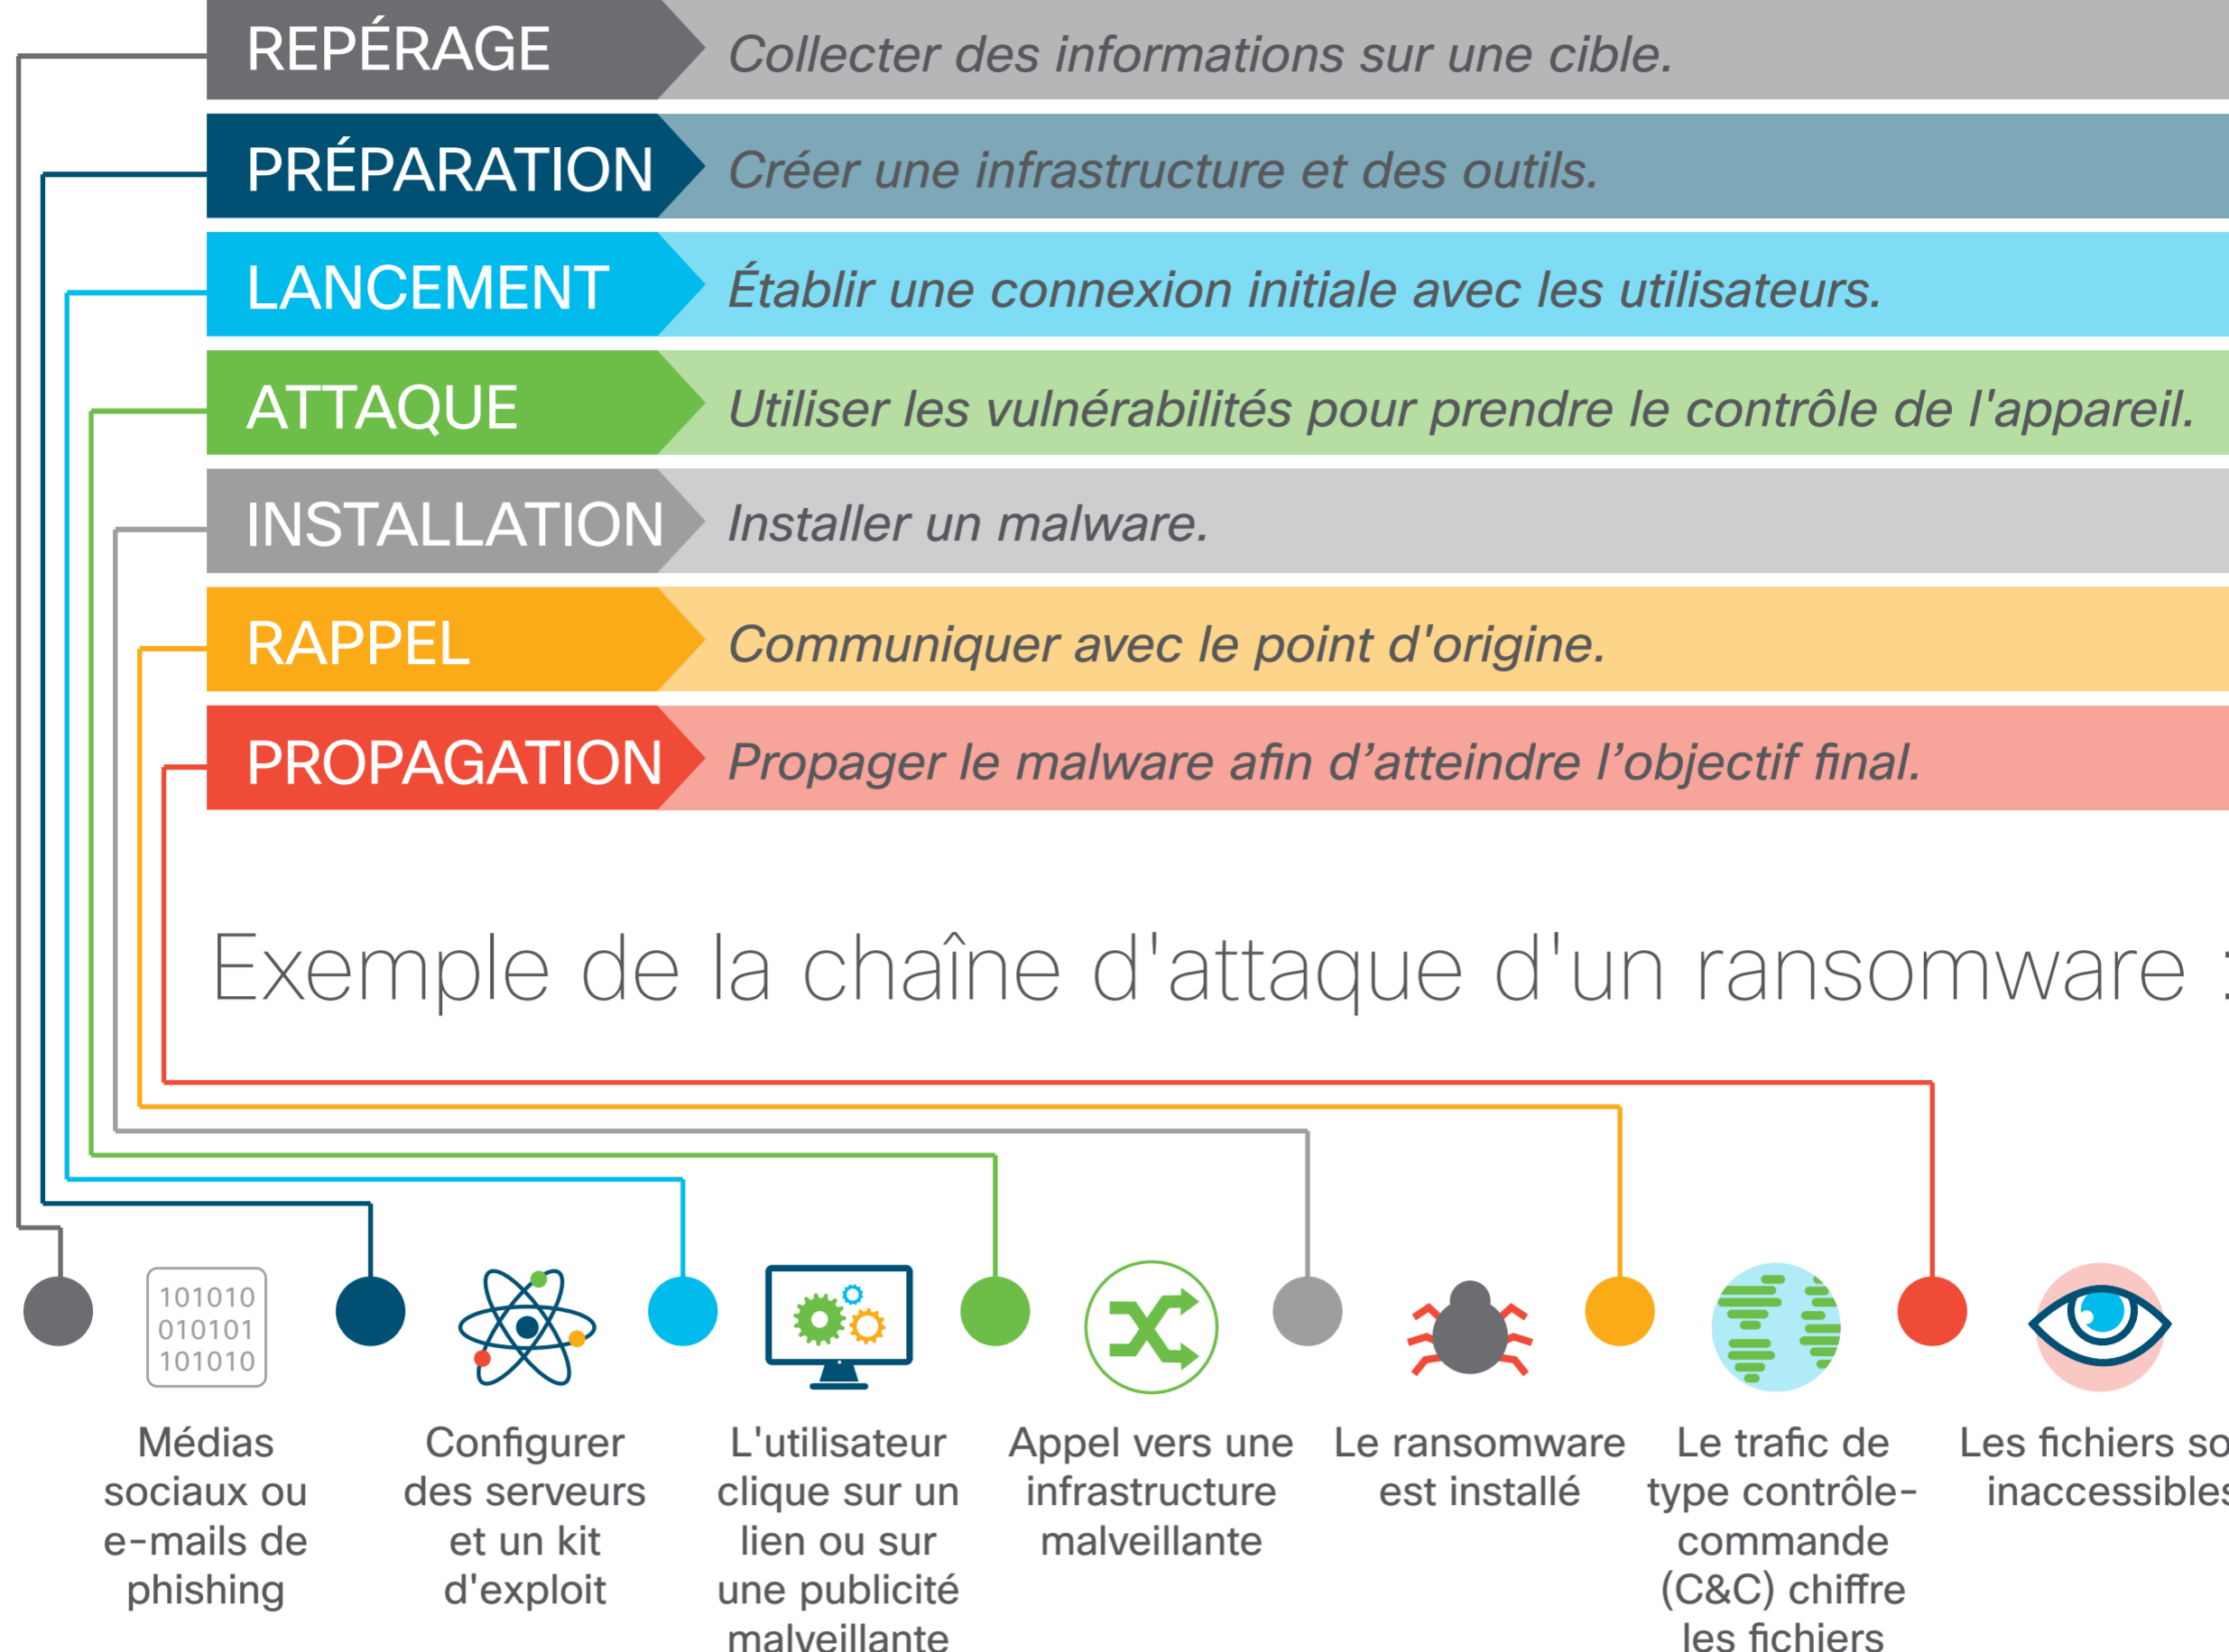 REPÉRAGE Collecter des informations sur une cible.
PRÉPARATION Créer une infrastructure et des outils.
LANCEMENT Établir une connexion initiale avec les utilisateurs.
ATTAQUE Utiliser les vulnérabilités pour prendre le contrôle de l'appareil.
INSTALLATION Installer un malware.
RAPPEL Communiquer avec le point d'origine.
PROPAGATION Propager le malware afin d’atteindre l’objectif final.
Exemple de la chaîne d'attaque d'un ransomware :
101010
010101
101010
Médias
sociaux ou
e-mails de
phishing
Configurer
des serveurs
et un kit
d'exploit
L'utilisateur
clique sur un
lien ou sur
une publicité
malveillante
Appel vers une
infrastructure
malveillante
Le ransomware
est installé
Le trafic de
type contrôle-
commande
(C&C) chiffre
les fichiers
Les fichiers
inaccessibles